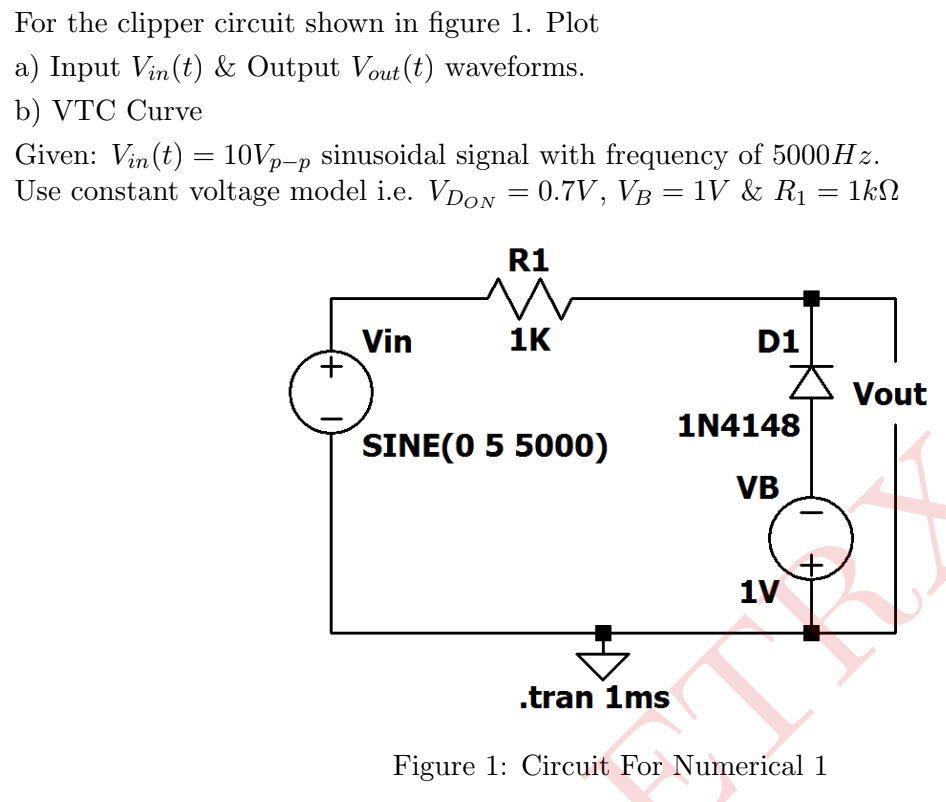 For the clipper circuit shown in figure 1. Plot
a) Input Vin(t) & Output Vout(t) waveforms.
b) VTC Curve
Given: Vin(t) = 10Vp−p sinusoidal signal with frequency of 5000Hz.
Use constant voltage model i.e. VDON = 0.7V, VB = 1V & R1 = 1kΩ
R1
Vin
1K
D1
+
Vout
1N4148
SINE(0 5 5000)
VB
+
1V
.tran 1ms
ETRX
Figure 1: Circuit For Numerical 1